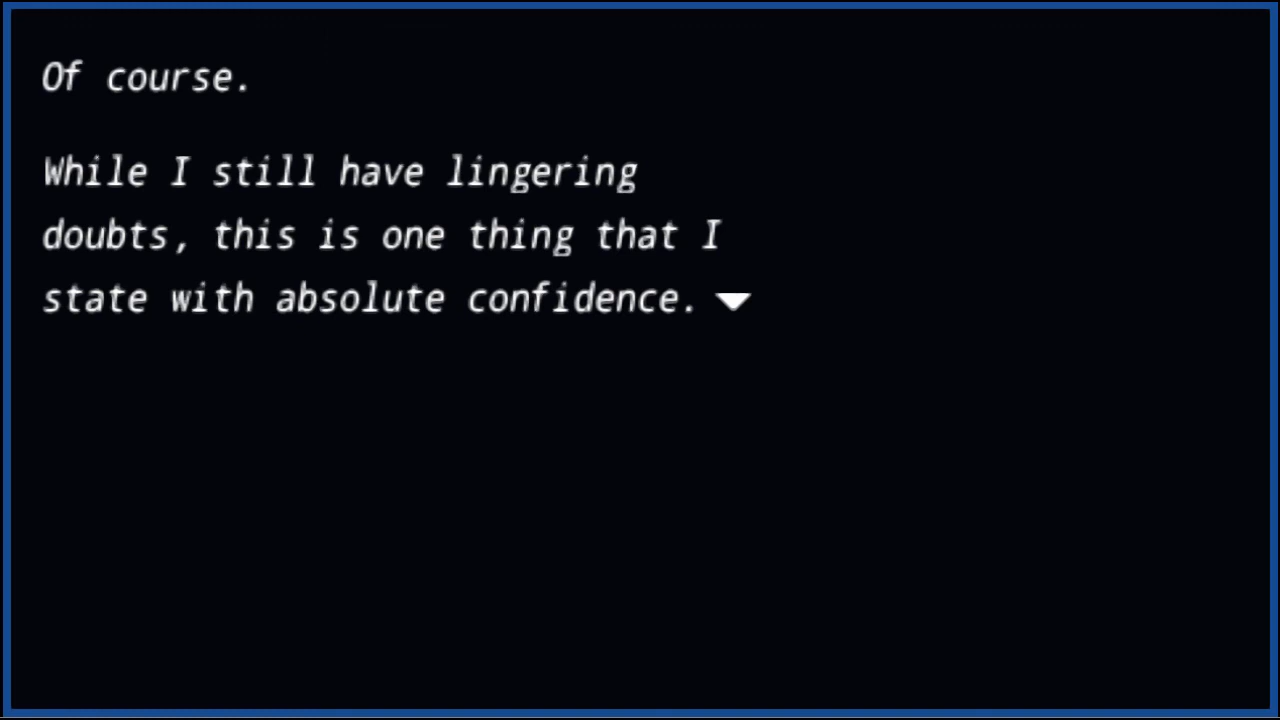 Of course.
While I still have lingering
doubts, this is one thing that I
state with absolute confidence.